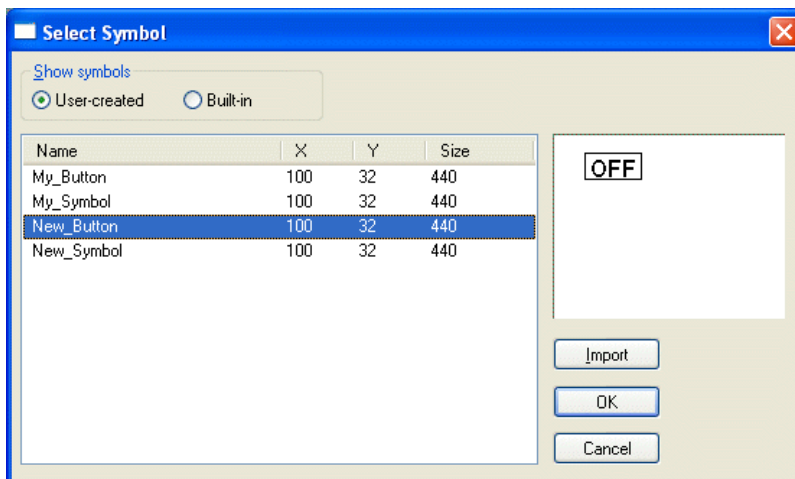 Select Symbol
Show symbols
User-created Built-in
Name X Y Size
My_Button 100 32 440
My_Symbol 100 32 440
New_Button 100 32 440
New_Symbol 100 32 440
OFF
Import
OK
Cancel